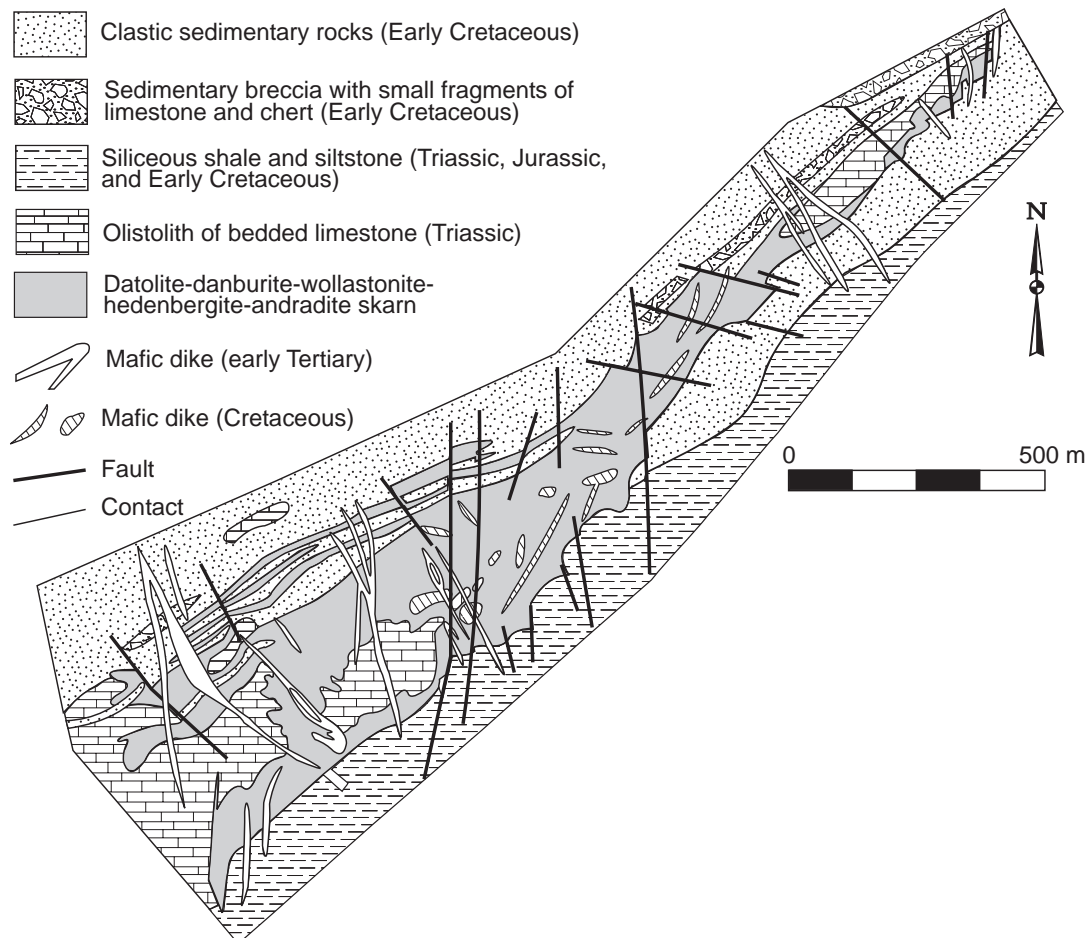 Clastic sedimentary rocks (Early Cretaceous)
Sedimentary breccia with small fragments of
limestone and chert (Early Cretaceous)
Siliceous shale and siltstone (Triassic, Jurassic,
and Early Cretaceous)
Olistolith of bedded limestone (Triassic)
Datolite-danburite-wollastonite-
hedenbergite-andradite skarn
Mafic dike (early Tertiary)
Mafic dike (Cretaceous)
Fault
Contact
N
0 500 m